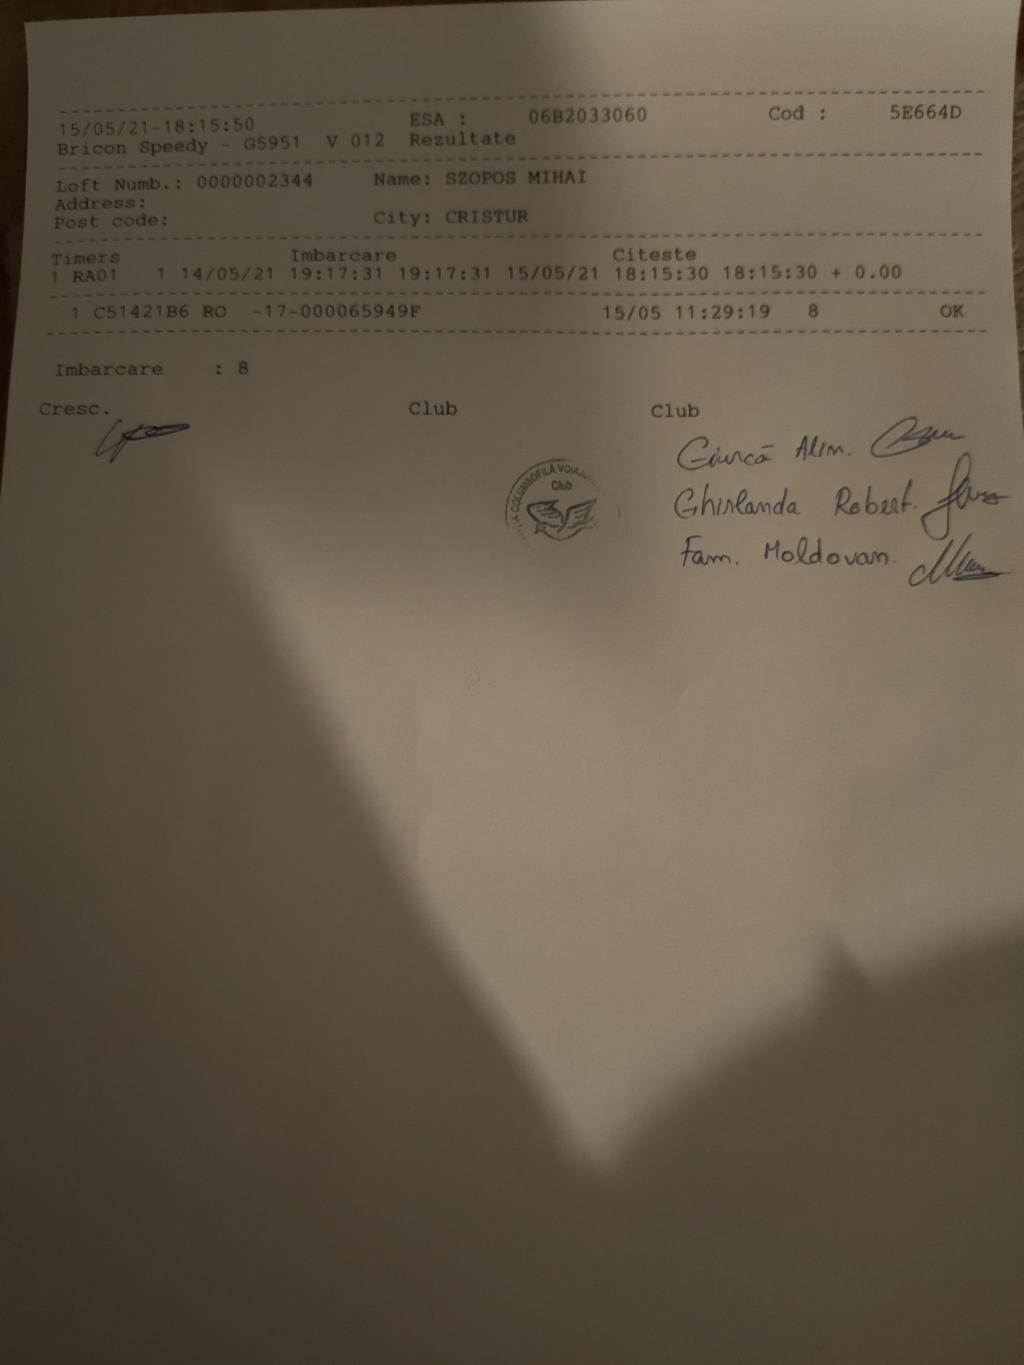 15/05/21-18:15:50 ESA : 06B2033060 Cod : 5E664D
Bricon Speedy - G5951 V 012 Rezultate
Loft Numb.: 0000002344 Name: SZOPOS MIHAI
Address:
Post code: City: CRISTUR
Timers Imbarcare Citeste
1 RA01 1 14/05/21 19:17:31 19:17:31 15/05/21 18:15:30 18:15:30 + 0.00
1 C51421B6 RO -17-000065949F 15/05 11:29:19 8 OK
Imbarcare : 8
Cresc. Club Club
Giurcă Alim.
COLUMBOFILĂ
Club
Ghirlanda Robert.
Fam. Moldovan.